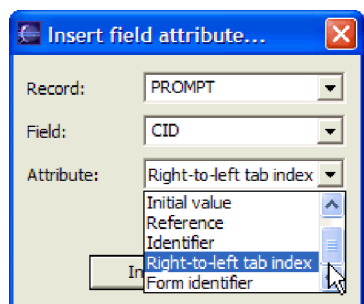 Insert field attribute...
Record: PROMPT
Field: CID
Attribute: Right-to-left tab index
Initial value
Reference
Identifier
Right-to-left tab index
In Form identifier